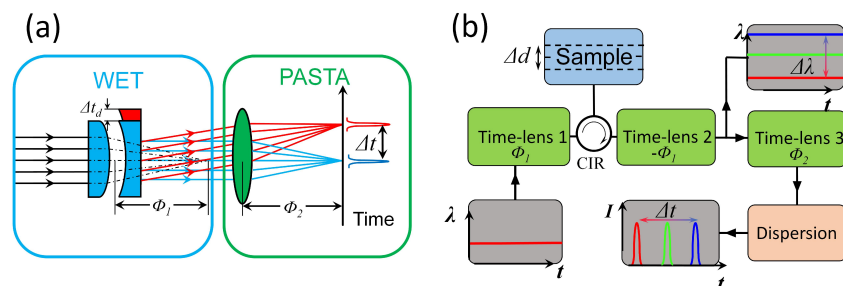 (a)
WET
PASTA
Δt_d
Δt
Φ_1
Φ_2
Time
(b)
Δd
Sample
λ
Δλ
t
Time-lens 1
Φ_1
CIR
Time-lens 2
-Φ_1
Time-lens 3
Φ_2
λ
t
I
Δt
t
Dispersion